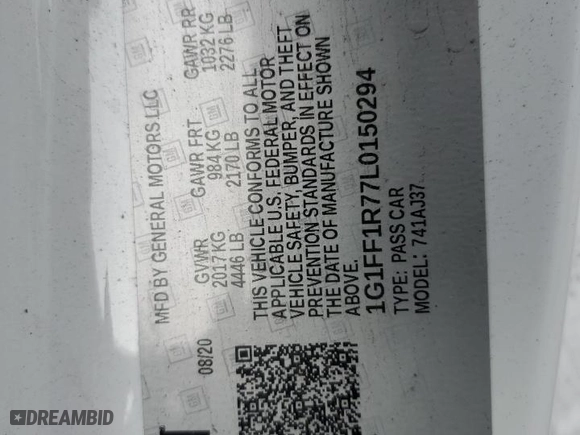 MFD BY GENERAL MOTORS LLC
08/20
GVWR
2017 KG
4446 LB
GAWR FRT
984 KG
2170 LB
GAWR RR
1032 KG
2276 LB
THIS VEHICLE CONFORMS TO ALL
APPLICABLE U.S. FEDERAL MOTOR
VEHICLE SAFETY, BUMPER, AND THEFT
PREVENTION STANDARDS IN EFFECT ON
THE DATE OF MANUFACTURE SHOWN
ABOVE.
1G1FF1R77L0150294
TYPE: PASS CAR
MODEL: 741AJ37
DREAMBID